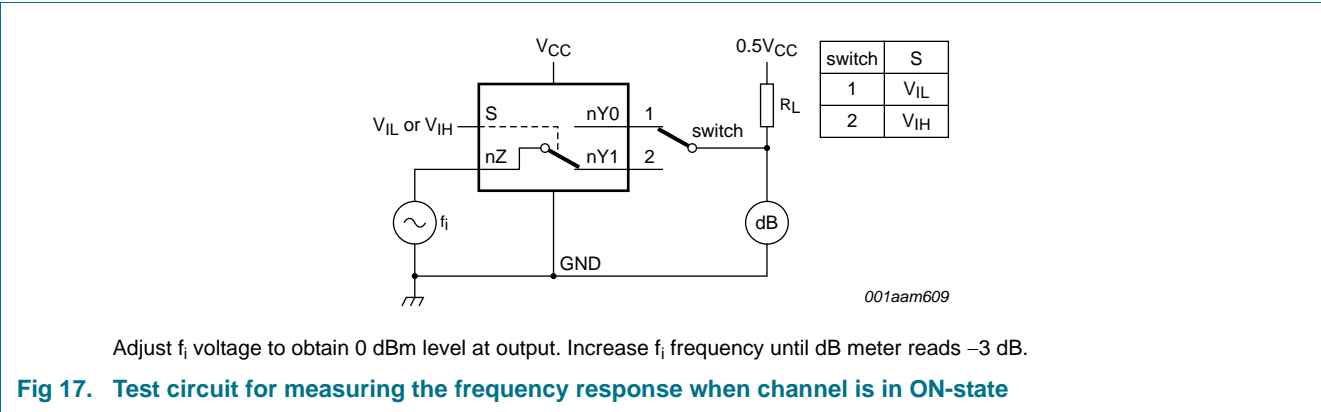 VCC
0.5VCC
switch S
1 VIL
2 VIH
RL
VIL or VIH
S
nY0 1
switch
nZ
nY1 2
fi
dB
GND
001aam609
Adjust fi voltage to obtain 0 dBm level at output. Increase fi frequency until dB meter reads −3 dB.
Fig 17. Test circuit for measuring the frequency response when channel is in ON-state